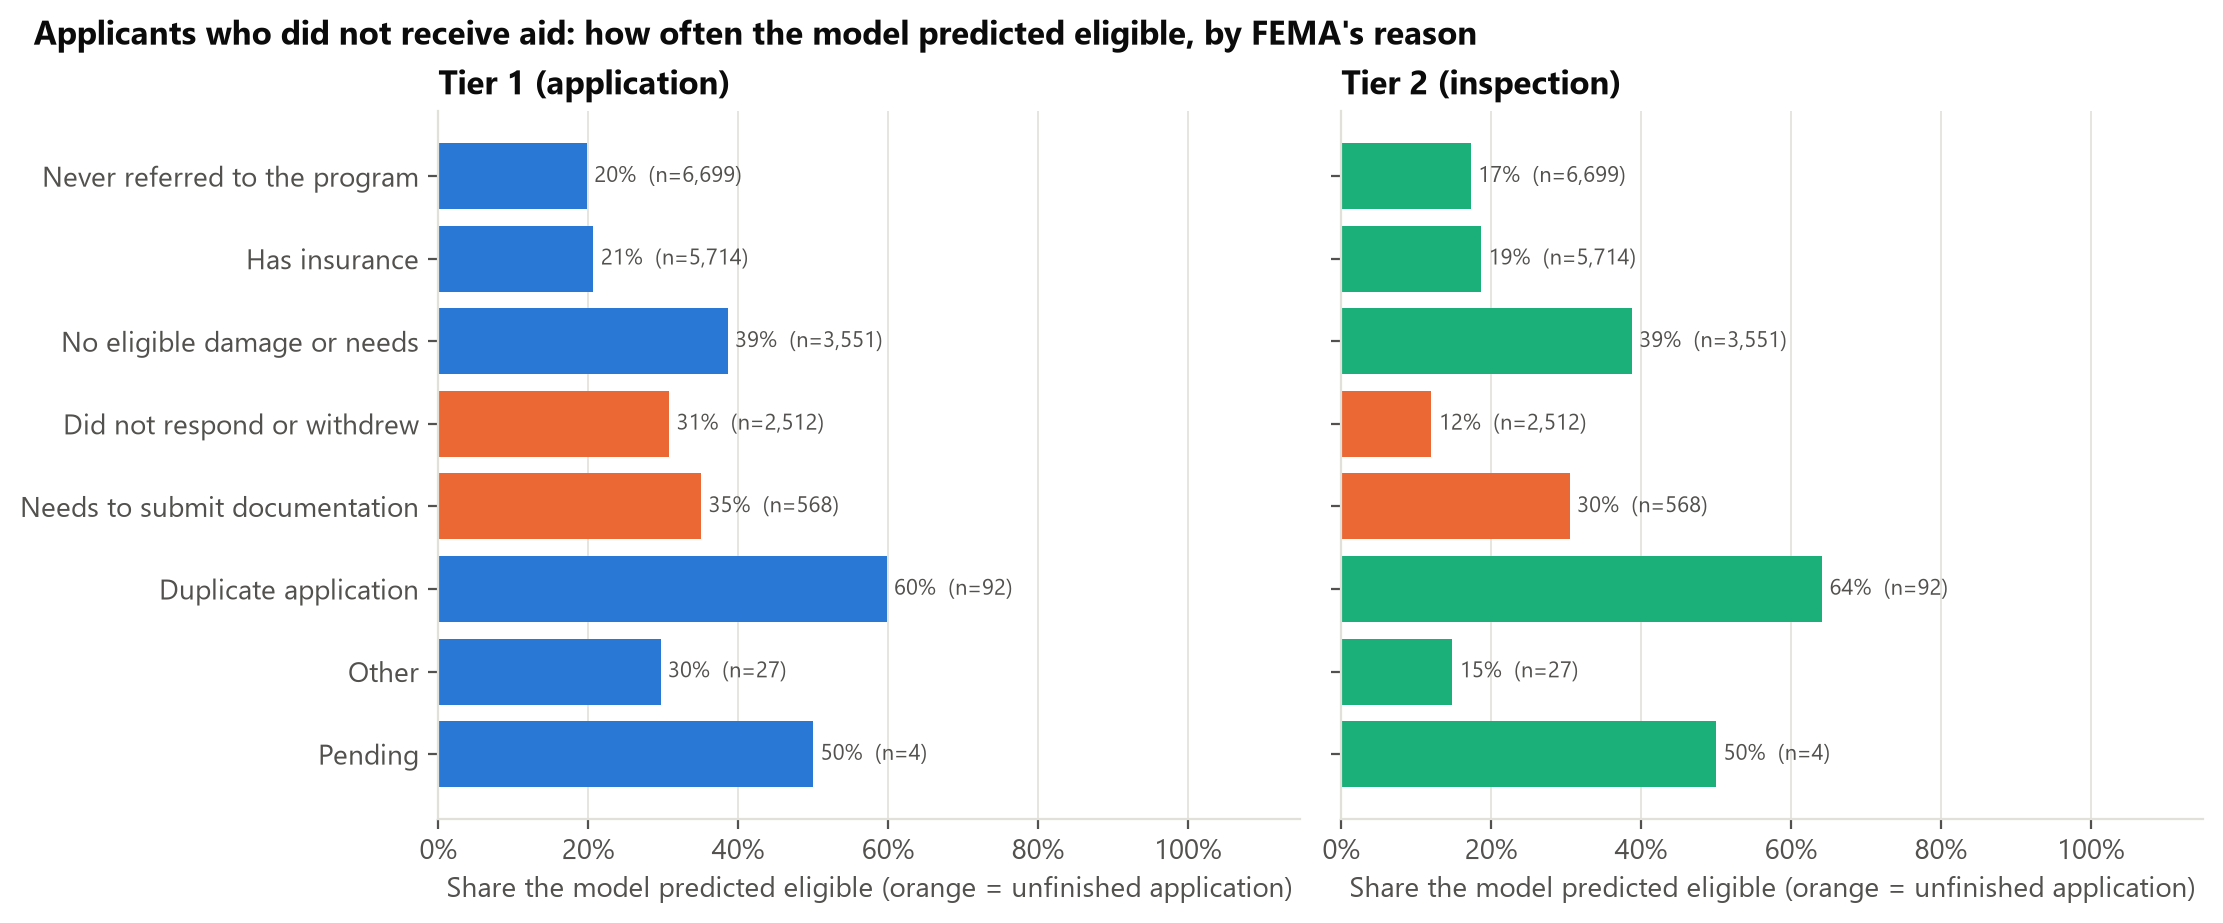 Applicants who did not receive aid: how often the model predicted eligible, by FEMA's reason
Tier 1 (application)
Never referred to the program
20% (n=6,699)
Has insurance
21% (n=5,714)
No eligible damage or needs
39% (n=3,551)
Did not respond or withdrew
31% (n=2,512)
Needs to submit documentation
35% (n=568)
Duplicate application
60% (n=92)
Other
30% (n=27)
Pending
50% (n=4)
0% 20% 40% 60% 80% 100%
Share the model predicted eligible (orange = unfinished application)
Tier 2 (inspection)
17% (n=6,699)
19% (n=5,714)
39% (n=3,551)
12% (n=2,512)
30% (n=568)
64% (n=92)
15% (n=27)
50% (n=4)
0% 20% 40% 60% 80% 100%
Share the model predicted eligible (orange = unfinished application)